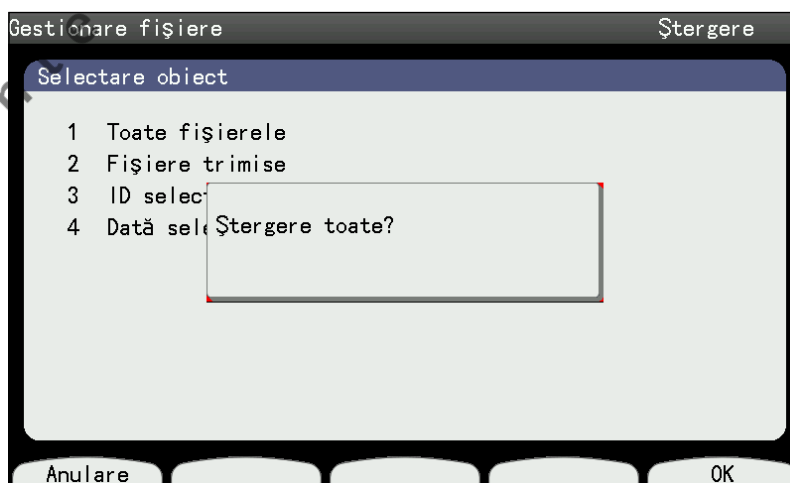 Gestionare fişiere Ştergere
Selectare obiect
1 Toate fişierele
2 Fişiere trimise
3 ID selec
4 Dată sele
Ştergere toate?
Anulare OK